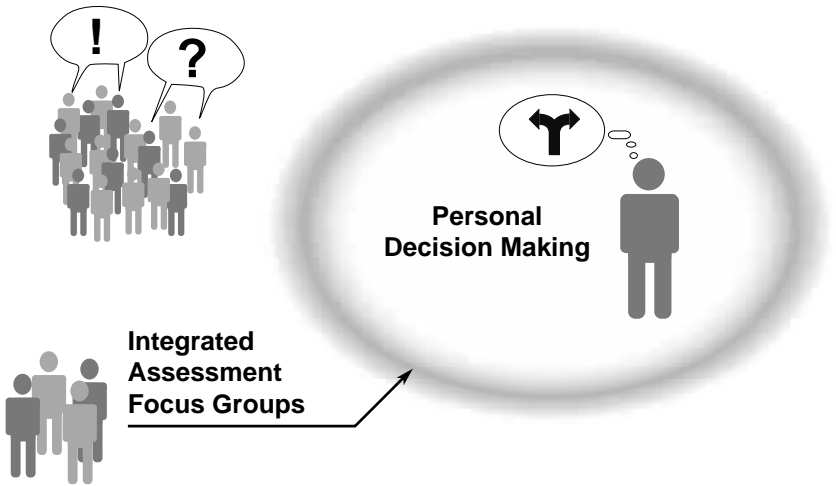 !
?
Personal
Decision Making
Integrated
Assessment
Focus Groups